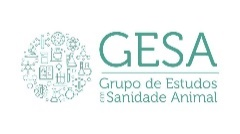 GESA
Grupo de Estudos
em Sanidade Animal